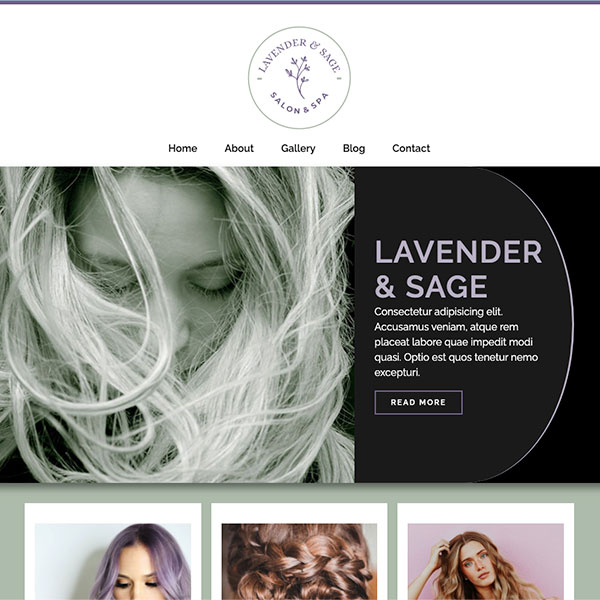 LAVENDER & SAGE
SALON & SPA
Home About Gallery Blog Contact
LAVENDER
& SAGE
Consectetur adipisicing elit.
Accusamus veniam, atque rem
placeat labore quae impedit modi
quasi. Optio est quos tenetur nemo
excepturi.
READ MORE